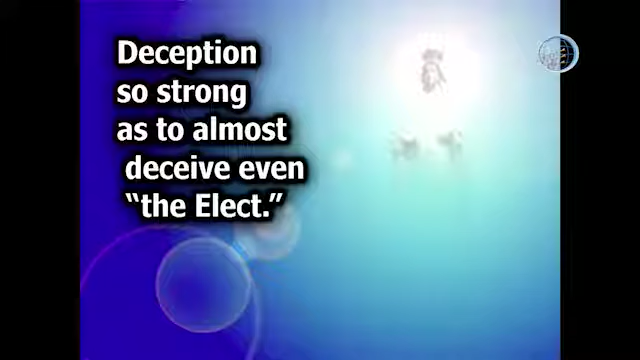 Deception
so strong
as to almost
deceive even
“the Elect.”